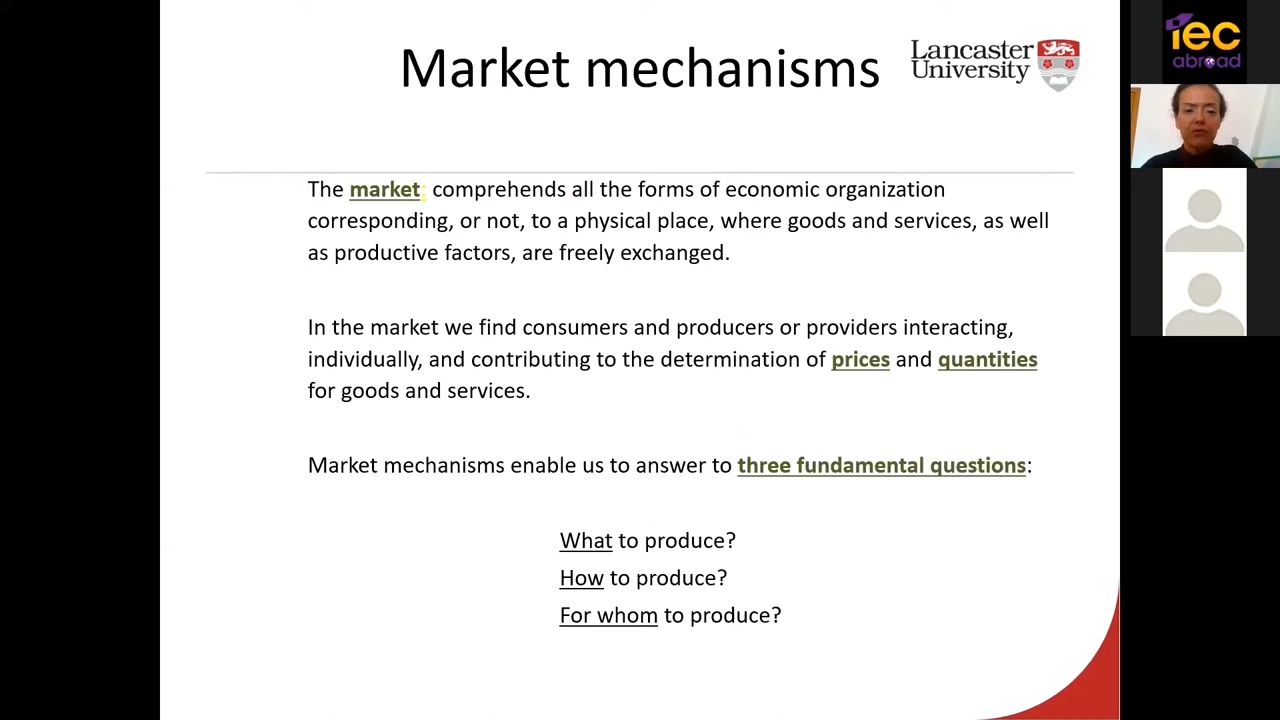 Market mechanisms
Lancaster
University
iec
abroad
The market: comprehends all the forms of economic organization
corresponding, or not, to a physical place, where goods and services, as well
as productive factors, are freely exchanged.
In the market we find consumers and producers or providers interacting,
individually, and contributing to the determination of prices and quantities
for goods and services.
Market mechanisms enable us to answer to three fundamental questions:
What to produce?
How to produce?
For whom to produce?